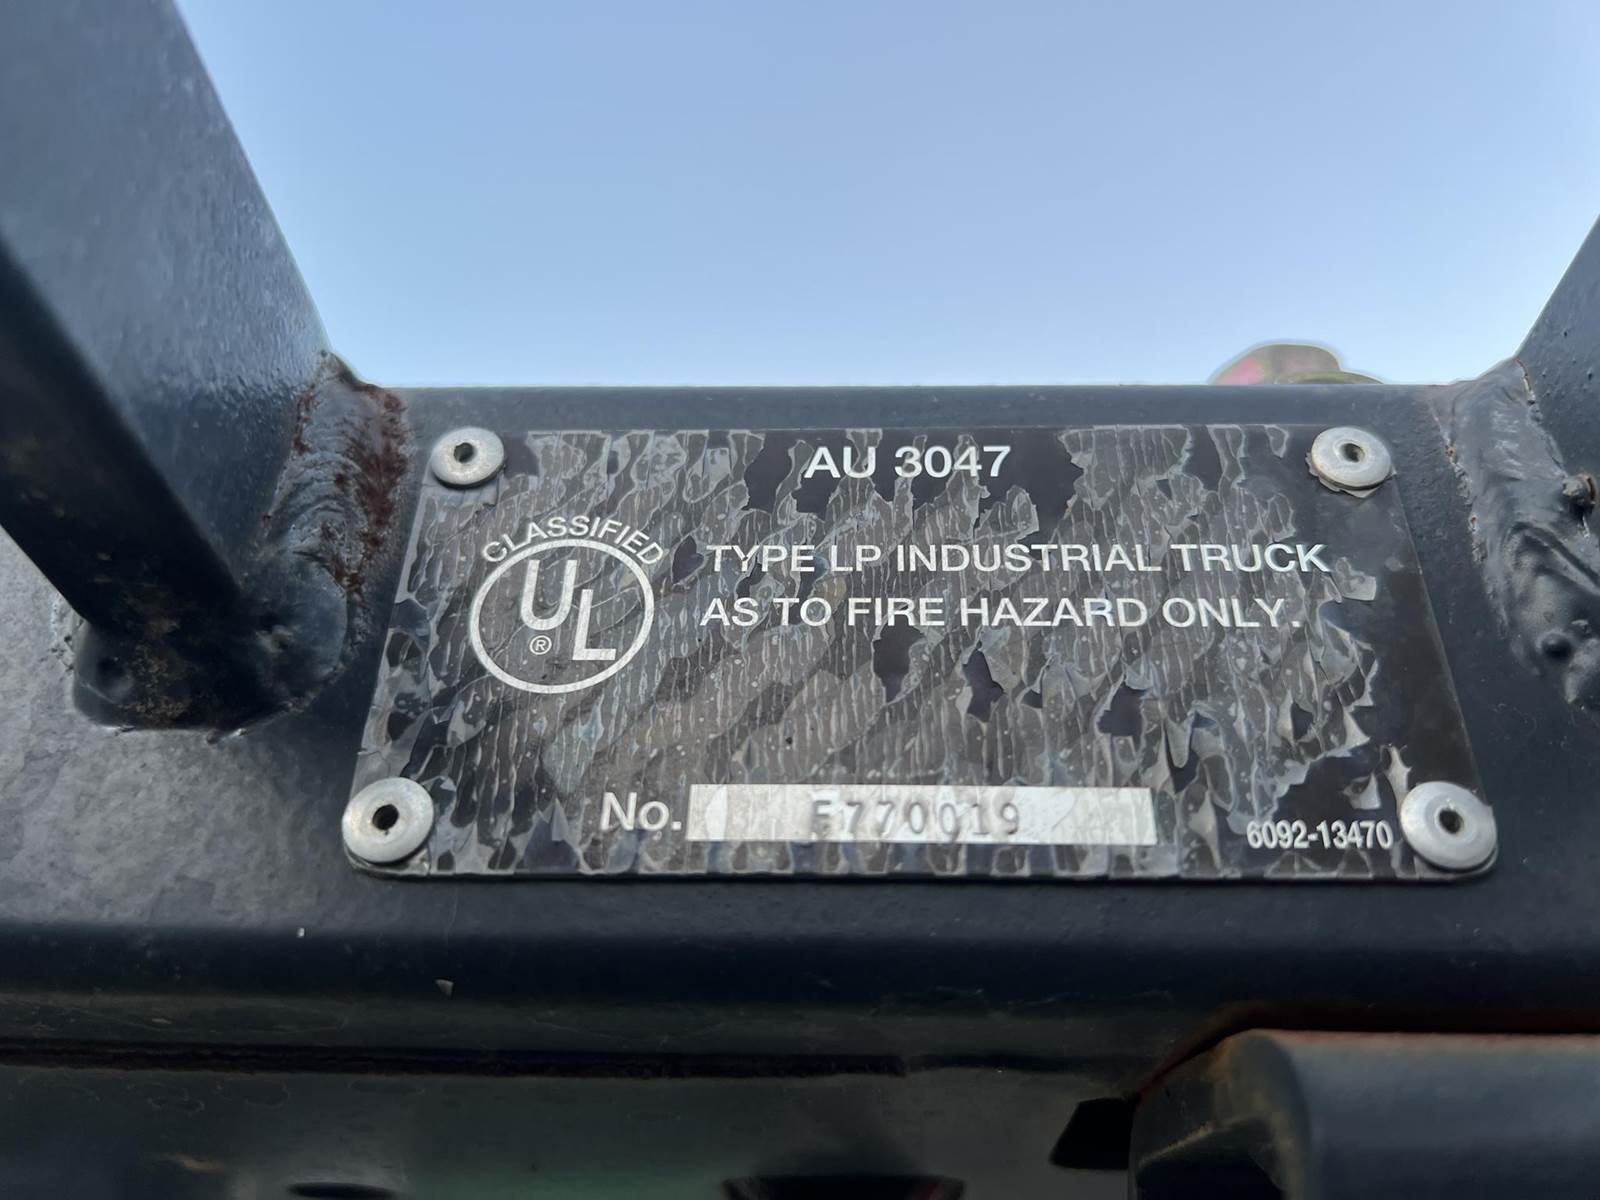 AU 3047
CLASSIFIED
UL
®
TYPE LP INDUSTRIAL TRUCK
AS TO FIRE HAZARD ONLY.
No. E770019
6092-13470